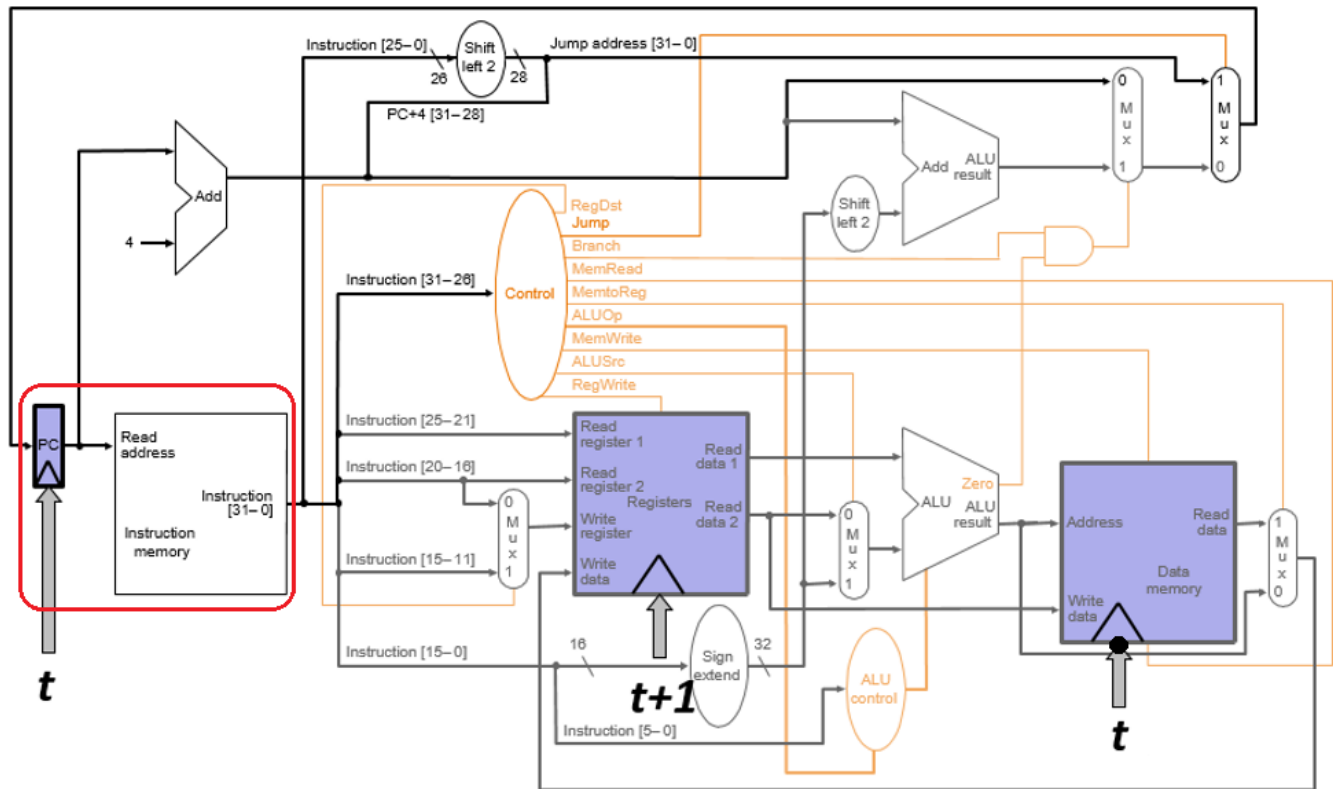 Instruction [25–0]
26
Shift
left 2
28
Jump address [31–0]
PC+4 [31–28]
Add
4
0
M
u
x
1
1
M
u
x
0
Add
ALU
result
Shift
left 2
RegDst
Jump
Branch
MemRead
MemtoReg
ALUOp
MemWrite
ALUSrc
RegWrite
Instruction [31–26]
Control
PC
Read
address
Instruction
[31–0]
Instruction
memory
Instruction [25–21]
Instruction [20–16]
Instruction [15–11]
0
M
u
x
1
Read
register 1
Read
register 2
Write
register
Write
data
Registers
Read
data 1
Read
data 2
0
M
u
x
1
Zero
ALU
ALU
result
Address
Read
data
Write
data
Data
memory
1
M
u
x
0
Instruction [15–0]
16
Sign
extend
32
ALU
control
Instruction [5–0]
t
t+1
t